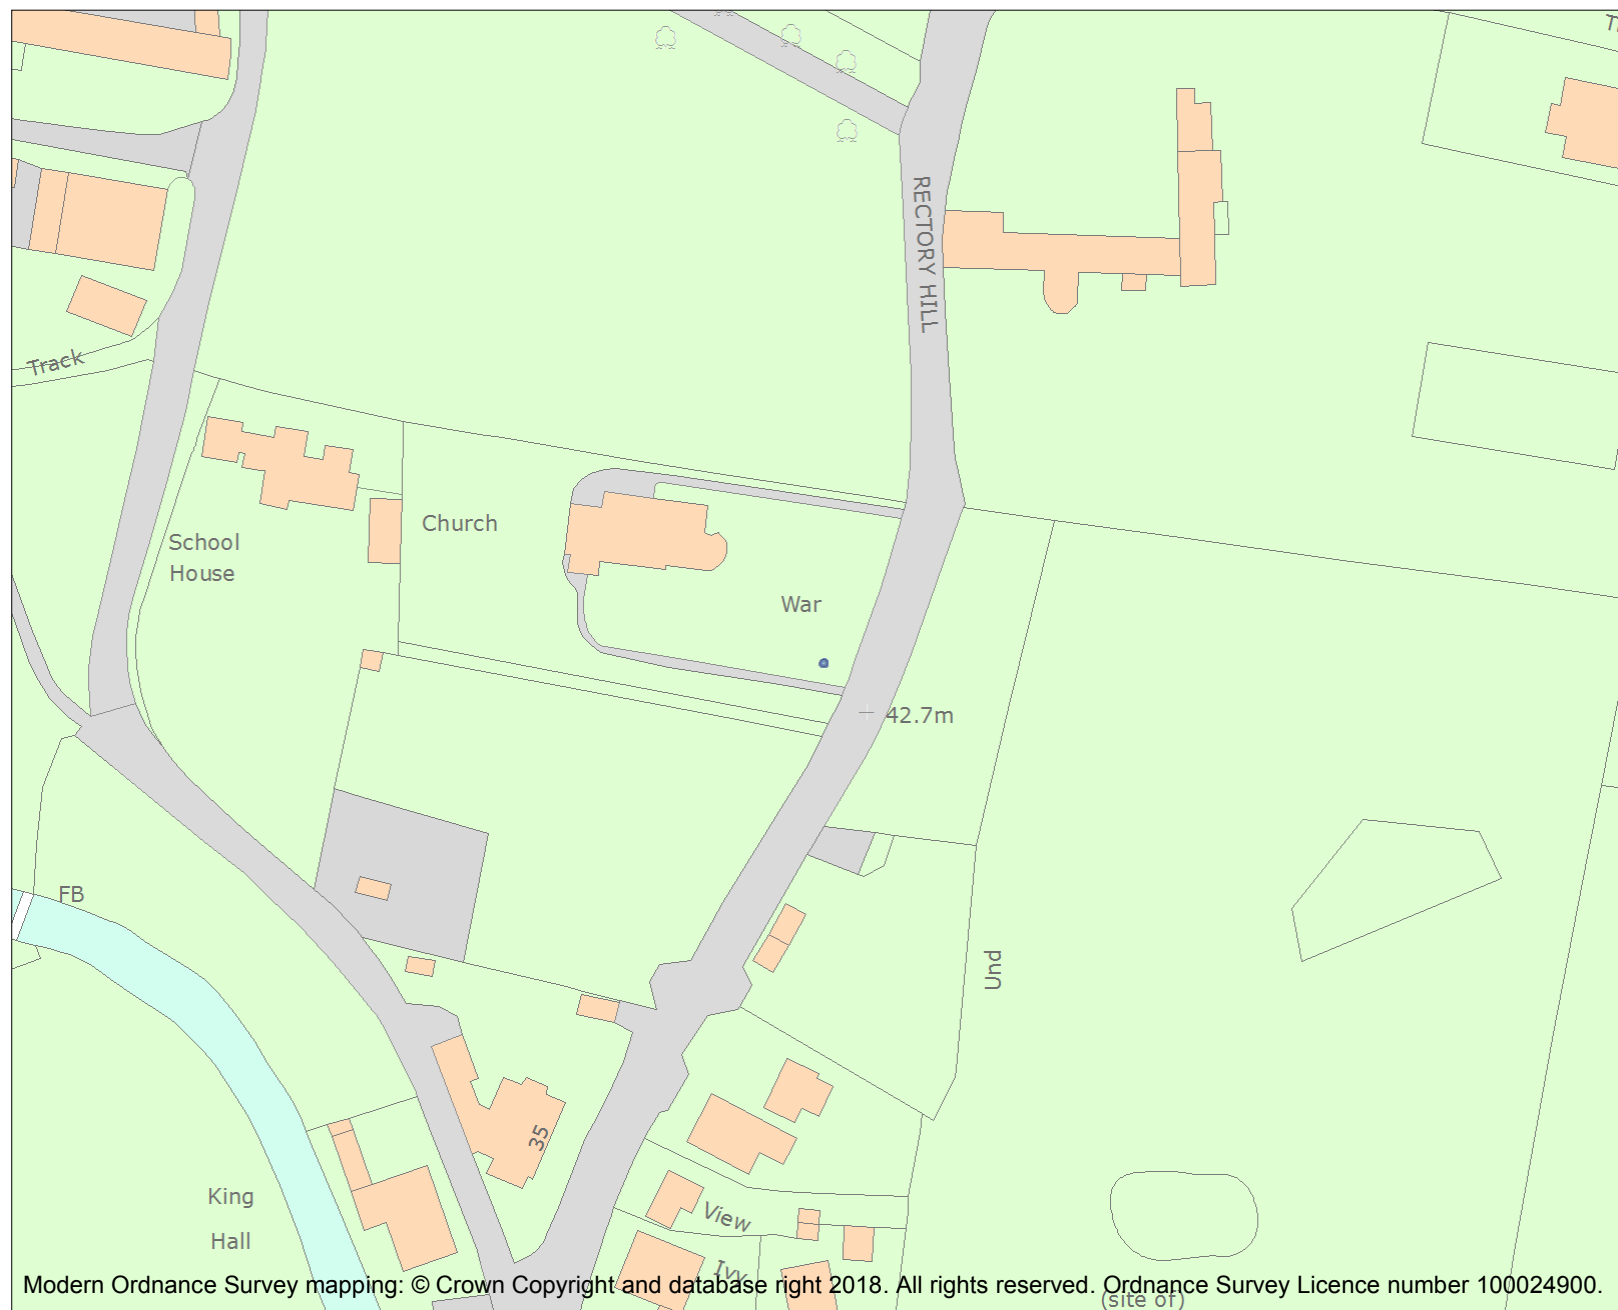 RECTORY HILL
Track
Church
School
House
War
42.7m
FB
Und
35
King
Hall
View
Ivy
Modern Ordnance Survey mapping: © Crown Copyright and database right 2018. All rights reserved. Ordnance Survey Licence number 100024900.
(site of)